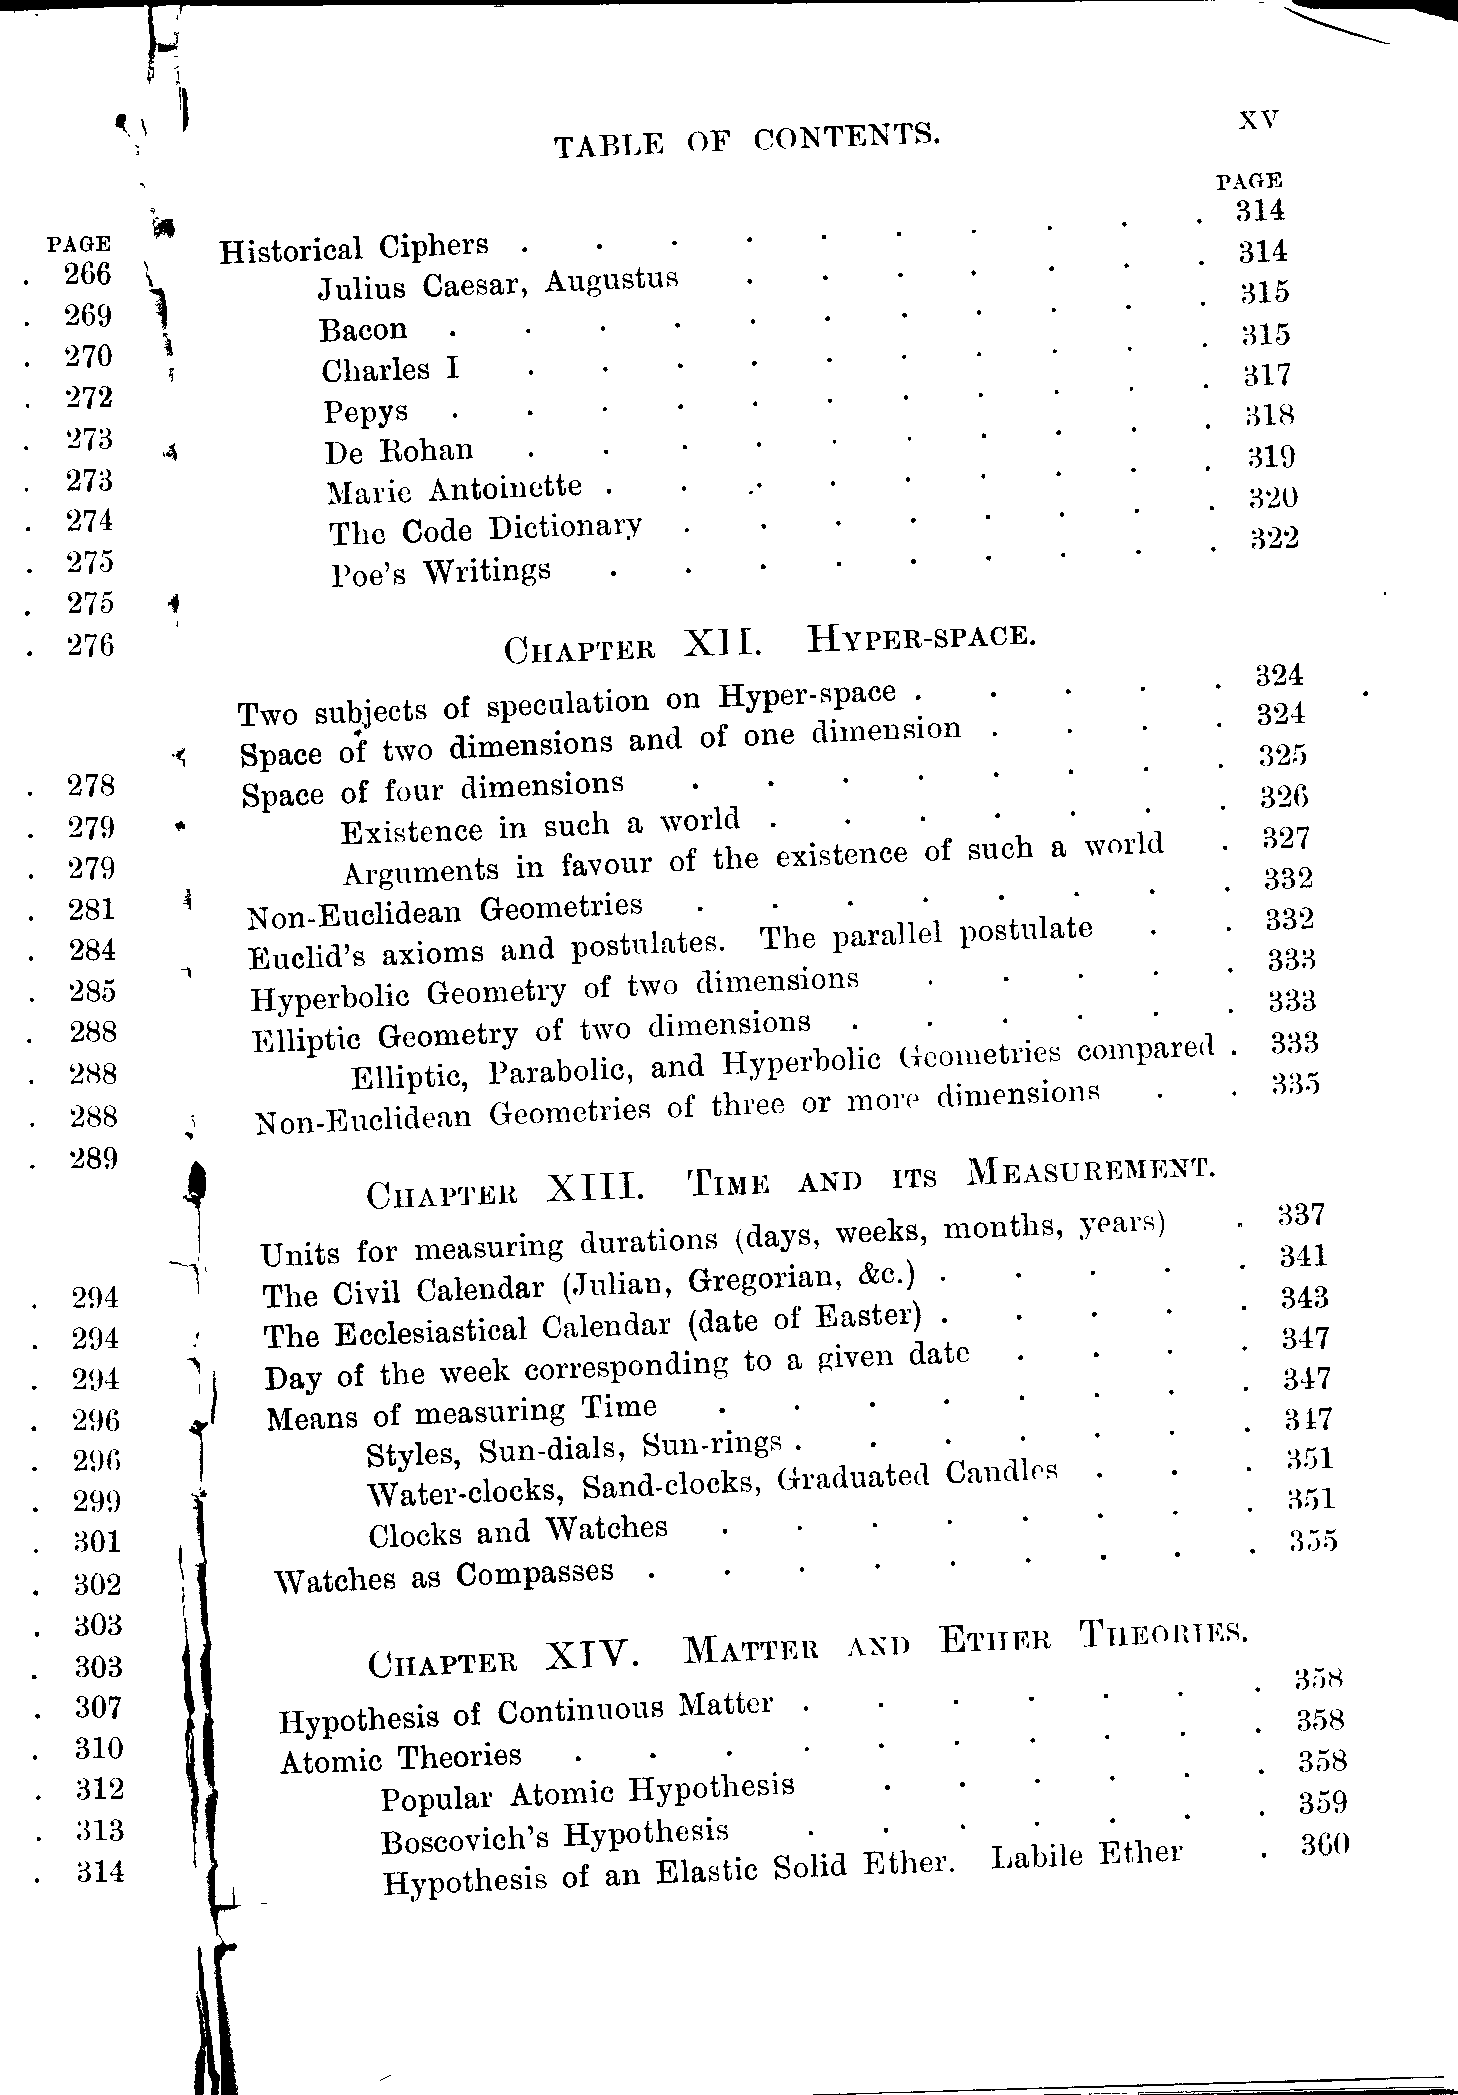 PAGE
. 266
. 269
. 270
. 272
. 273
. 273
. 274
. 275
. 275
. 276
. 278
. 279
. 279
. 281
. 284
. 285
. 288
. 288
. 288
. 289
. 294
. 294
. 294
. 296
. 296
. 299
. 301
. 302
. 303
. 303
. 307
. 310
. 312
. 313
. 314
TABLE OF CONTENTS. XV
PAGE
Historical Ciphers . . . . . . . . . . 314
Julius Caesar, Augustus . . . . . . . 314
Bacon . . . . . . . . . . . 315
Charles I . . . . . . . . . . 315
Pepys . . . . . . . . . . . 317
De Rohan . . . . . . . . . . 318
Marie Antoinette . . . . . . . . . 319
The Code Dictionary . . . . . . . . 320
Poe's Writings . . . . . . . . . 322
CHAPTER XII. HYPER-SPACE.
Two subjects of speculation on Hyper-space . . . . . 324
Space of two dimensions and of one dimension . . . . 324
Space of four dimensions . . . . . . . . 325
Existence in such a world . . . . . . . 326
Arguments in favour of the existence of such a world . 327
Non-Euclidean Geometries . . . . . . . . 332
Euclid's axioms and postulates. The parallel postulate . . 332
Hyperbolic Geometry of two dimensions . . . . . 333
Elliptic Geometry of two dimensions . . . . . . 333
Elliptic, Parabolic, and Hyperbolic Geometries compared . 333
Non-Euclidean Geometries of three or more dimensions . . 335
CHAPTER XIII. TIME AND ITS MEASUREMENT.
Units for measuring durations (days, weeks, months, years) . 337
The Civil Calendar (Julian, Gregorian, &c.) . . . . . 341
The Ecclesiastical Calendar (date of Easter) . . . . . 343
Day of the week corresponding to a given date . . . . 347
Means of measuring Time . . . . . . . . 347
Styles, Sun-dials, Sun-rings . . . . . . . 347
Water-clocks, Sand-clocks, Graduated Candles . . . 351
Clocks and Watches . . . . . . . . 351
Watches as Compasses . . . . . . . . . 355
CHAPTER XIV. MATTER AND ETHER THEORIES.
Hypothesis of Continuous Matter . . . . . . . 358
Atomic Theories . . . . . . . . . . 358
Popular Atomic Hypothesis . . . . . . 358
Boscovich's Hypothesis . . . . . . . 359
Hypothesis of an Elastic Solid Ether. Labile Ether . 360